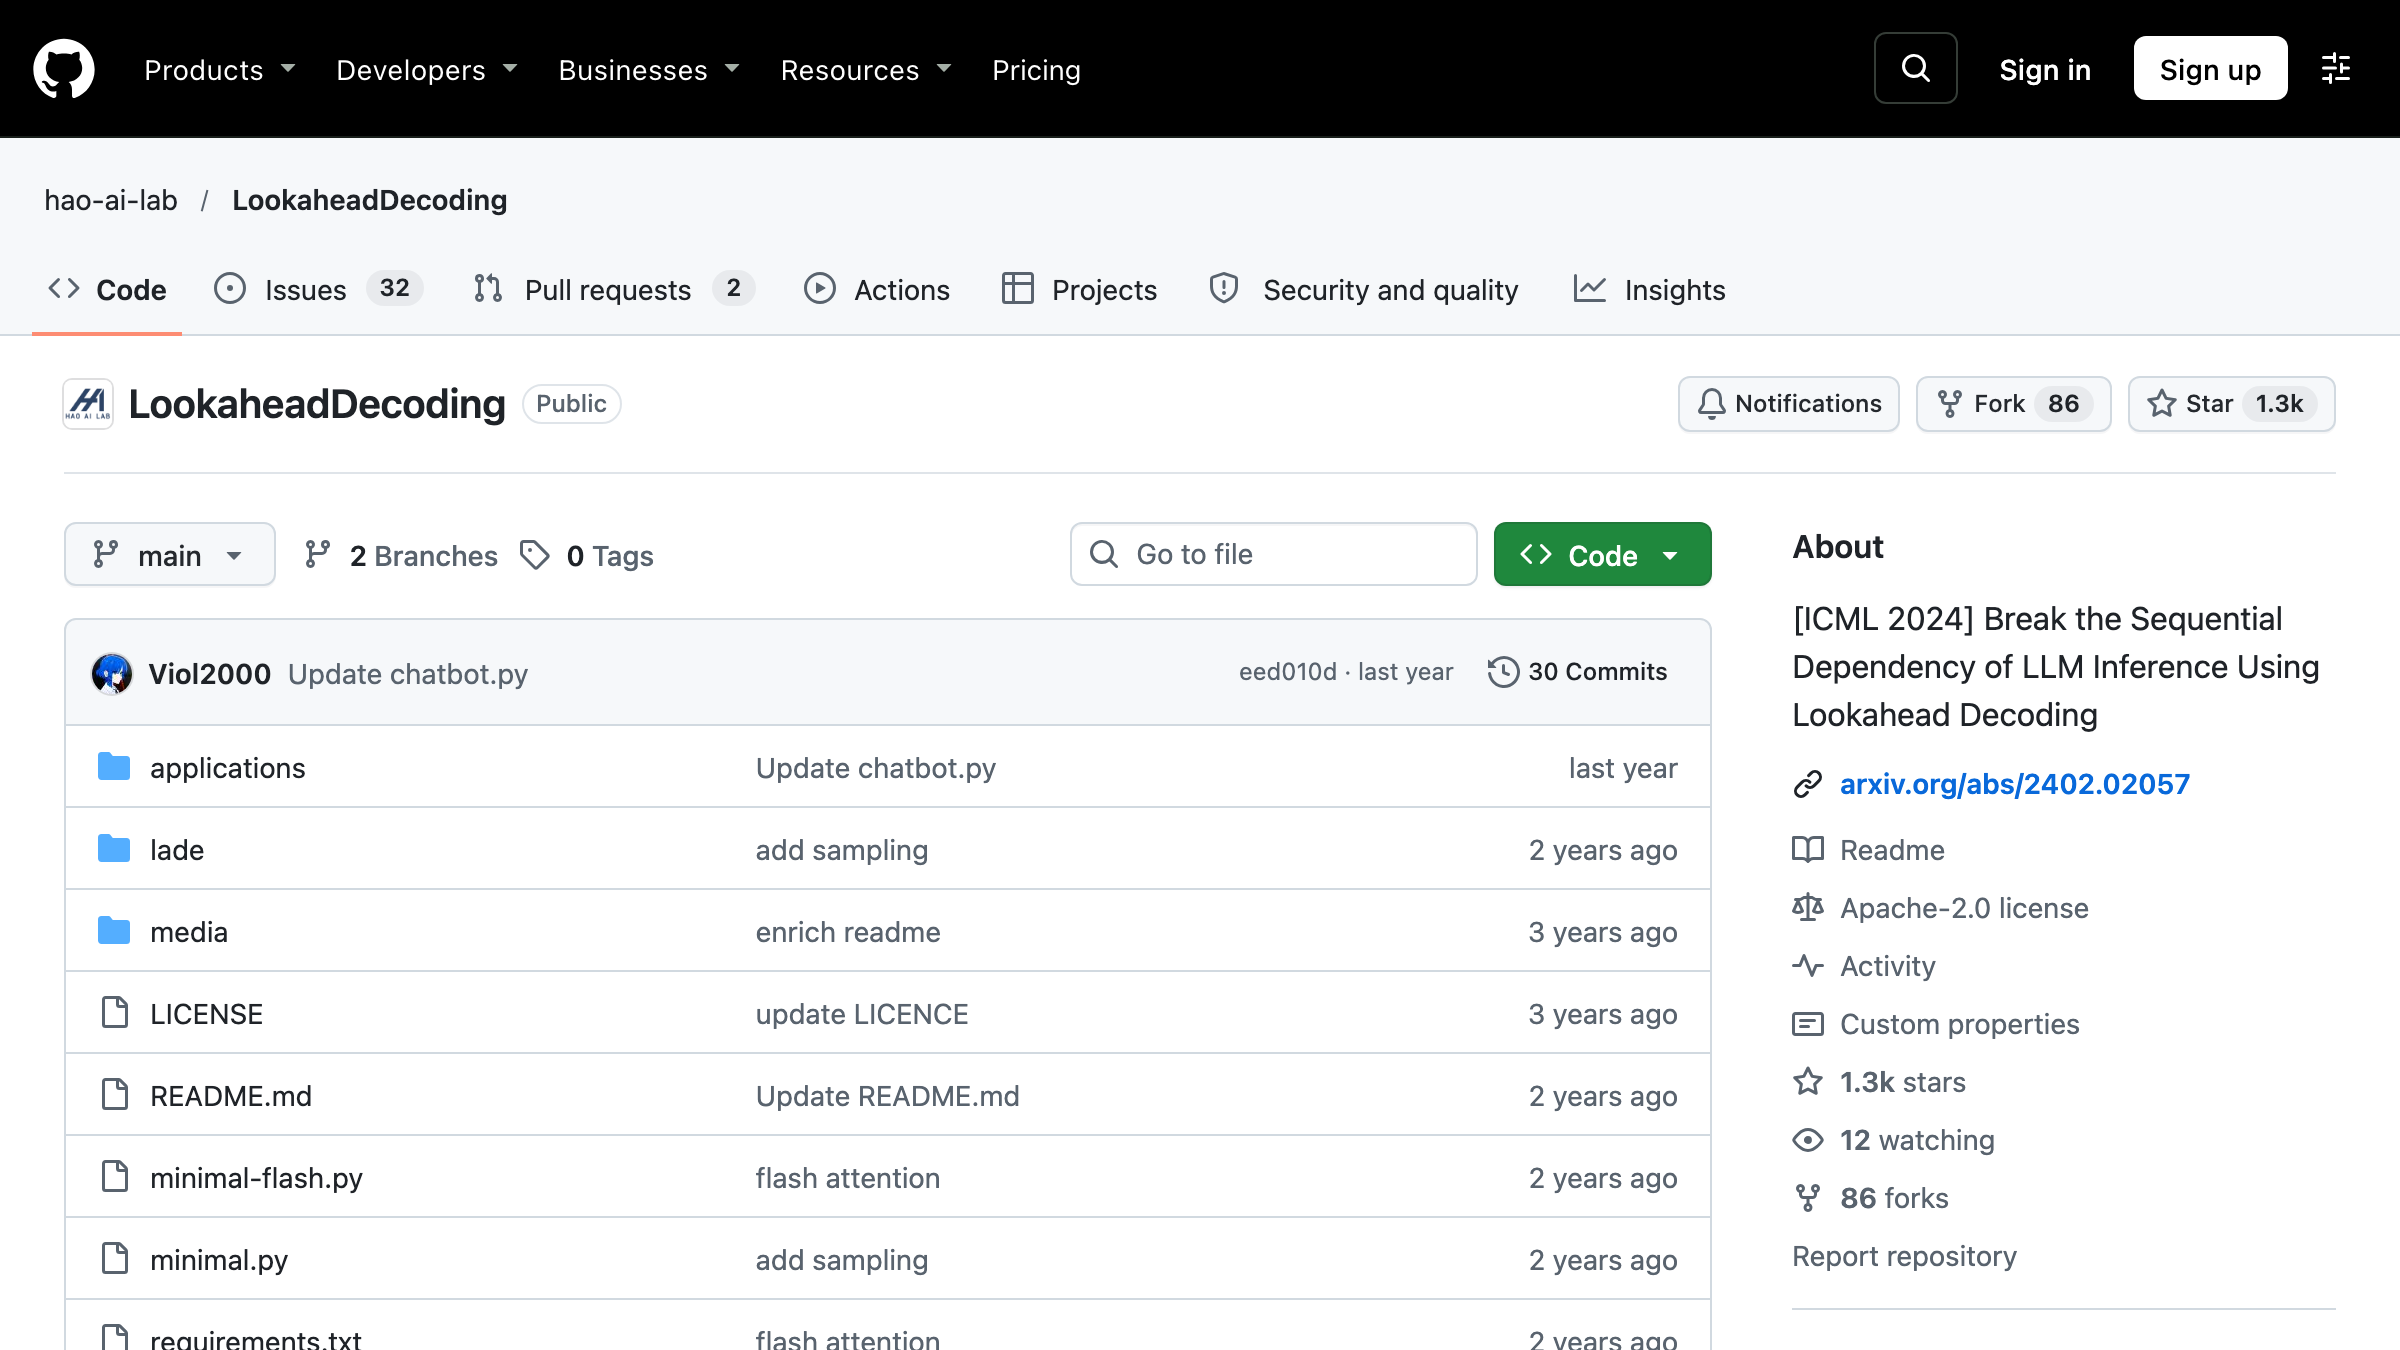 Products Developers Businesses Resources Pricing Sign in Sign up
hao-ai-lab / LookaheadDecoding
Code Issues 32 Pull requests 2 Actions Projects Security and quality Insights
HAO AI LAB LookaheadDecoding Public Notifications Fork 86 Star 1.3k
main 2 Branches 0 Tags Go to file Code
Viol2000 Update chatbot.py eed010d · last year 30 Commits
applications Update chatbot.py last year
lade add sampling 2 years ago
media enrich readme 3 years ago
LICENSE update LICENCE 3 years ago
README.md Update README.md 2 years ago
minimal-flash.py flash attention 2 years ago
minimal.py add sampling 2 years ago
requirements.txt flash attention 2 years ago
About
[ICML 2024] Break the Sequential
Dependency of LLM Inference Using
Lookahead Decoding
arxiv.org/abs/2402.02057
Readme
Apache-2.0 license
Activity
Custom properties
1.3k stars
12 watching
86 forks
Report repository